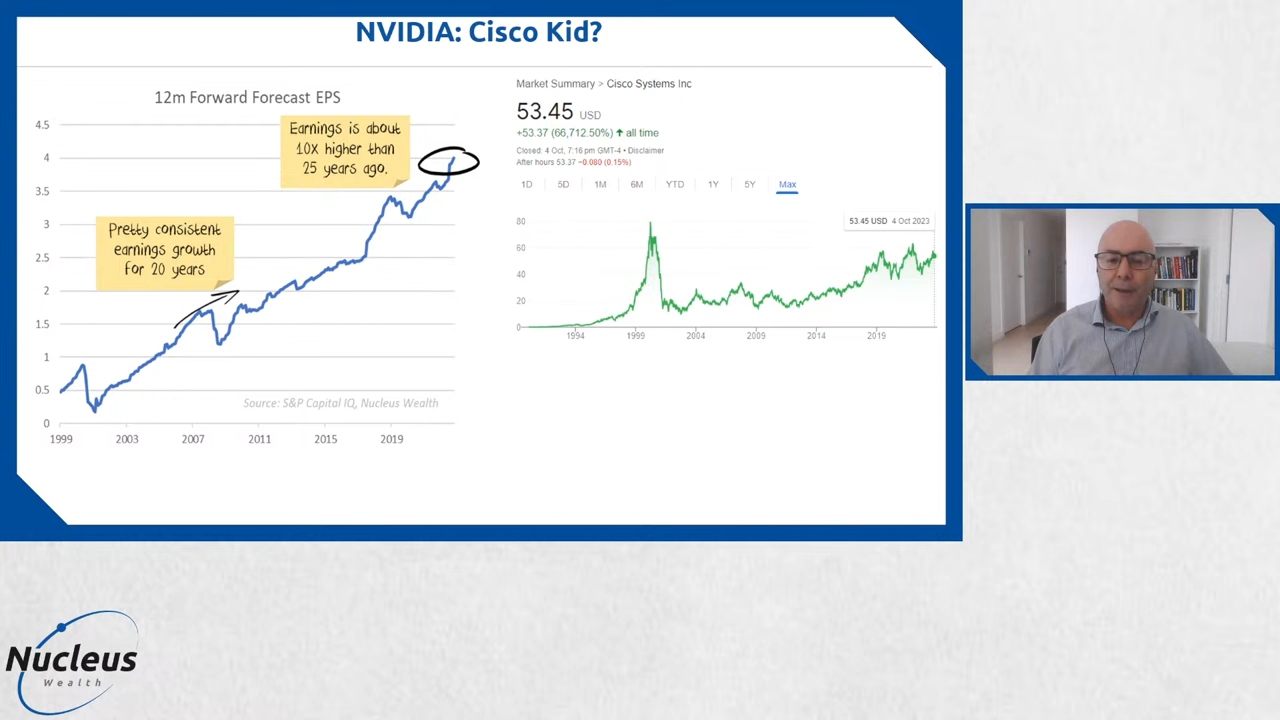 NVIDIA: Cisco Kid?
12m Forward Forecast EPS
4.5
4
3.5
3
2.5
2
1.5
1
0.5
0
1999 2003 2007 2011 2015 2019
Earnings is about
10x higher than
25 years ago.
Pretty consistent
earnings growth
for 20 years
Source: S&P Capital IQ, Nucleus Wealth
Market Summary > Cisco Systems Inc
53.45 USD
+53.37 (66,712.50%) ↑ all time
Closed: 4 Oct, 7:16 pm GMT-4 • Disclaimer
After hours 53.37 −0.080 (0.15%)
1D 5D 1M 6M YTD 1Y 5Y Max
53.45 USD 4 Oct 2023
80
60
40
20
0
1994 1999 2004 2009 2014 2019
Nucleus
Wealth